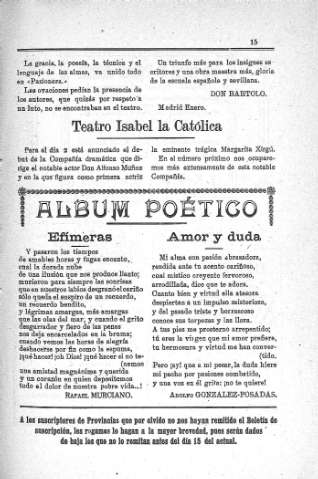 15
La gracia, la poesía, la técnica y el
lenguaje de las almas, va unido todo
en «Pasionera».
Las ovaciones pedían la presencia de
los autores, que quizás por respeto a
un luto, no se encontraban en el teatro.
Un triunfo más para los insignes es-
critores y una obra maestra más, gloria
de la escuela española y sevillana.
DON BARTOLO.
Madrid Enero.
Teatro Isabel la Católica
Para el día 2 está anunciado el de-
but de la Compañía dramática que di-
rige el notable actor Don Alfonso Muñoz
y en la que figura como primera actriz
la eminente trágica Margarita Xirgú.
En el número próximo nos ocupare-
mos más extensamente de esta notable
Compañía.
ALBUM POÉTICO
Efímeras
Y pasaron los tiempos
de amables horas y fugaz encanto,
cual la dorada nube
de una ilusión que nos produce llanto;
murieron para siempre las sonrisas
que en nuestros labios desgranó el cariño
sólo queda el suspiro de un recuerdo,
un recuerdo bendito,
y lágrimas amargas, más amargas
que las olas del mar; y cuando el grito
desgarrador y fiero de las penas
nos deja encarcelados en la bruma;
cuando vemos las horas de alegría
deshacerse por fin como la espuma,
¡qué hacer! ¡oh Dios! ¡qué hacer si no te-
(nemos
una amistad magnánima y querida
y un corazón en quien depositemos
todo el dolor de nuestra pobre vida...!
RAFAEL MURCIANO.
Amor y duda
Mi alma con pasión abrasadora,
rendida ante tu acento cariñoso,
cual místico creyente fervoroso,
arrodillada, dice que te adora.
Cuanto bien y virtud ella atesora
despierten a un impulso misterioso,
y del pasado triste y borrascoso
conoce sus torpezas y las llora.
A tus pies me prosterno arrepentido;
tú eres la virgen que mi amor prefiere,
tu hermosura y virtud me han conver-
(tido.
Pero ¡ay! que a mi pesar, la duda hiere
mi pecho por pasiones combatido,
y una voz en él grita: ¡no te quiere!
ADOLFO GONZALEZ-POSADAS.
A los suscriptores de Provincias que por olvido no nos hayan remitido el Boletín de
suscripción, les rogamos lo hagan a la mayor brevedad, pues serán dados
de baja los que no lo remitan antes del día 15 del actual.